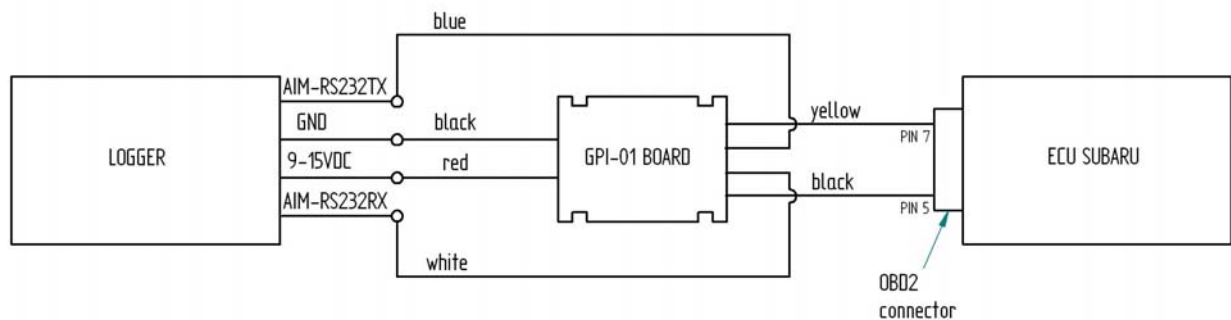 blue
AIM-RS232TX
GND
black
9-15VDC
red
AIM-RS232RX
white
LOGGER
GPI-01 BOARD
yellow
PIN 7
black
PIN 5
ECU SUBARU
OBD2
connector